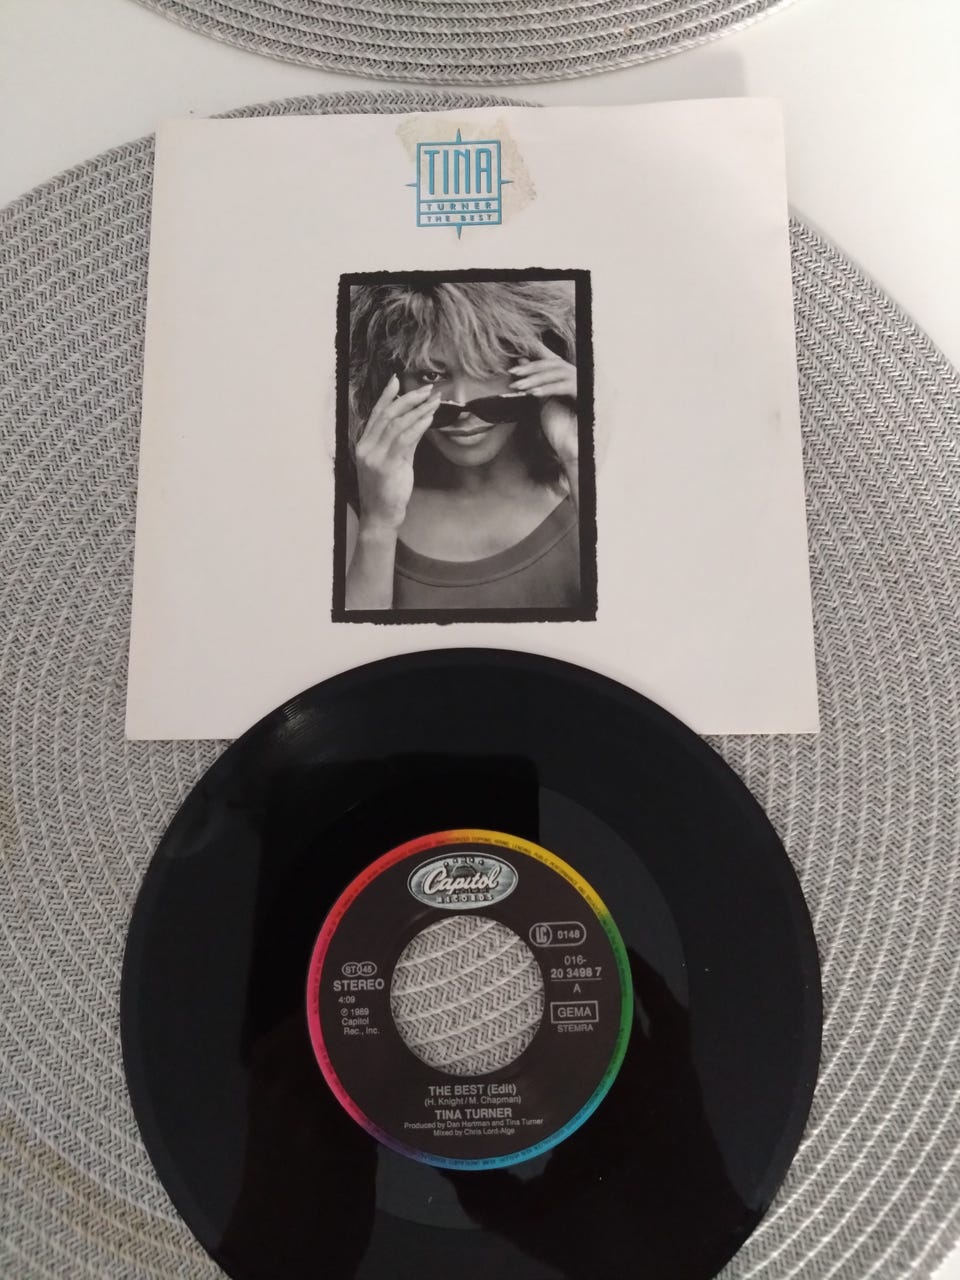 TINA
TURNER
THE BEST
Capitol
RECORDS
LC 0148
ST 45
STEREO
4:09
℗ 1989
Capitol
Rec., Inc.
016-
20 3498 7
A
GEMA
STEMRA
THE BEST (Edit)
(H. Knight / M. Chapman)
TINA TURNER
Produced by Dan Hartman and Tina Turner
Mixed by Chris Lord-Alge